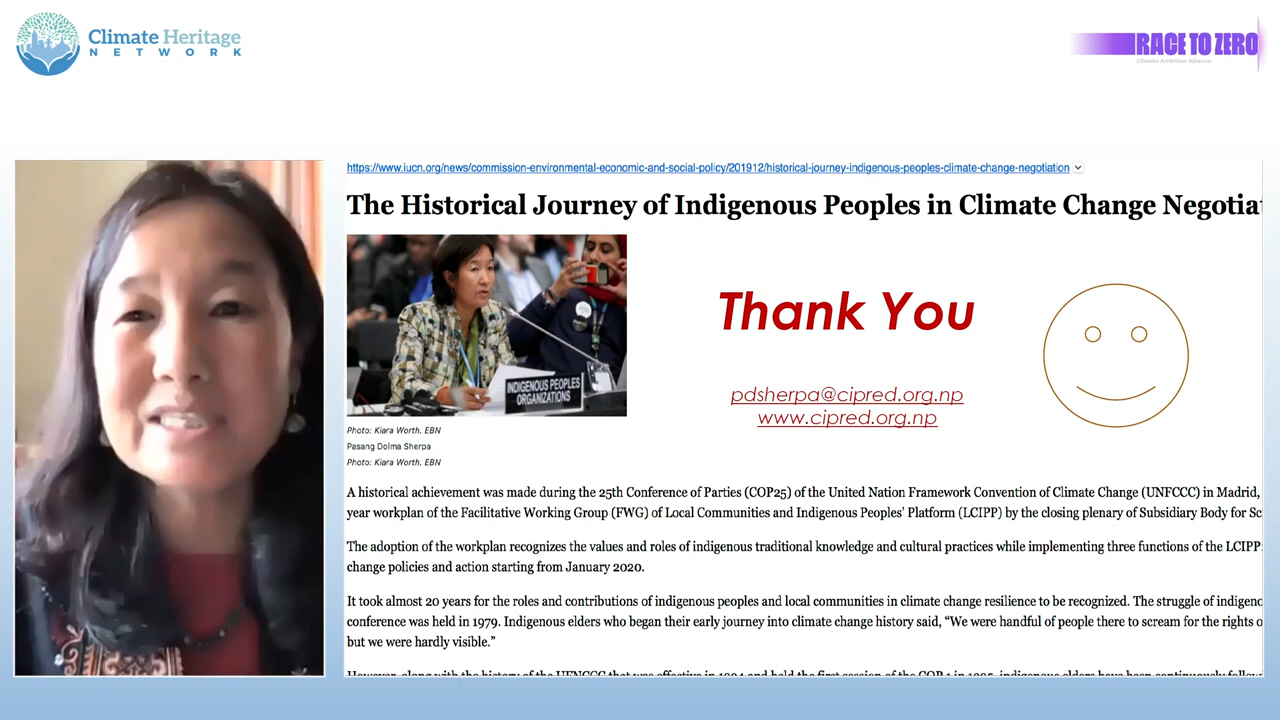 Climate Heritage
NETWORK
RACE TO ZERO
Climate Ambition Alliance
https://www.iucn.org/news/commission-environmental-economic-and-social-policy/201912/historical-journey-indigenous-peoples-climate-change-negotiation
The Historical Journey of Indigenous Peoples in Climate Change Negotia
INDIGENOUS PEOPLES
ORGANIZATIONS
Thank You
pdsherpa@cipred.org.np
www.cipred.org.np
Photo: Kiara Worth. EBN
Pasang Dolma Sherpa
Photo: Kiara Worth. EBN
A historical achievement was made during the 25th Conference of Parties (COP25) of the United Nation Framework Convention of Climate Change (UNFCCC) in Madrid,
year workplan of the Facilitative Working Group (FWG) of Local Communities and Indigenous Peoples' Platform (LCIPP) by the closing plenary of Subsidiary Body for Sc
The adoption of the workplan recognizes the values and roles of indigenous traditional knowledge and cultural practices while implementing three functions of the LCIPP
change policies and action starting from January 2020.
It took almost 20 years for the roles and contributions of indigenous peoples and local communities in climate change resilience to be recognized. The struggle of indigeno
conference was held in 1979. Indigenous elders who began their early journey into climate change history said, "We were handful of people there to scream for the rights o
but we were hardly visible."